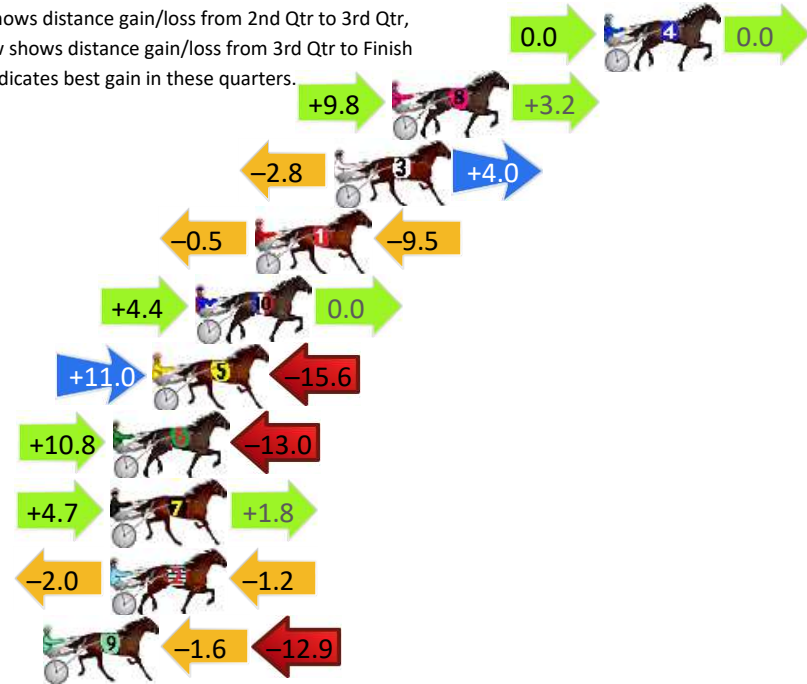 hows distance gain/loss from 2nd Qtr to 3rd Qtr,
shows distance gain/loss from 3rd Qtr to Finish
dicates best gain in these quarters.
0.0 4 0.0
+9.8 8 +3.2
–2.8 3 +4.0
–0.5 1 –9.5
+4.4 10 0.0
+11.0 5 –15.6
+10.8 6 –13.0
+4.7 7 +1.8
–2.0 2 –1.2
9 –1.6 –12.9